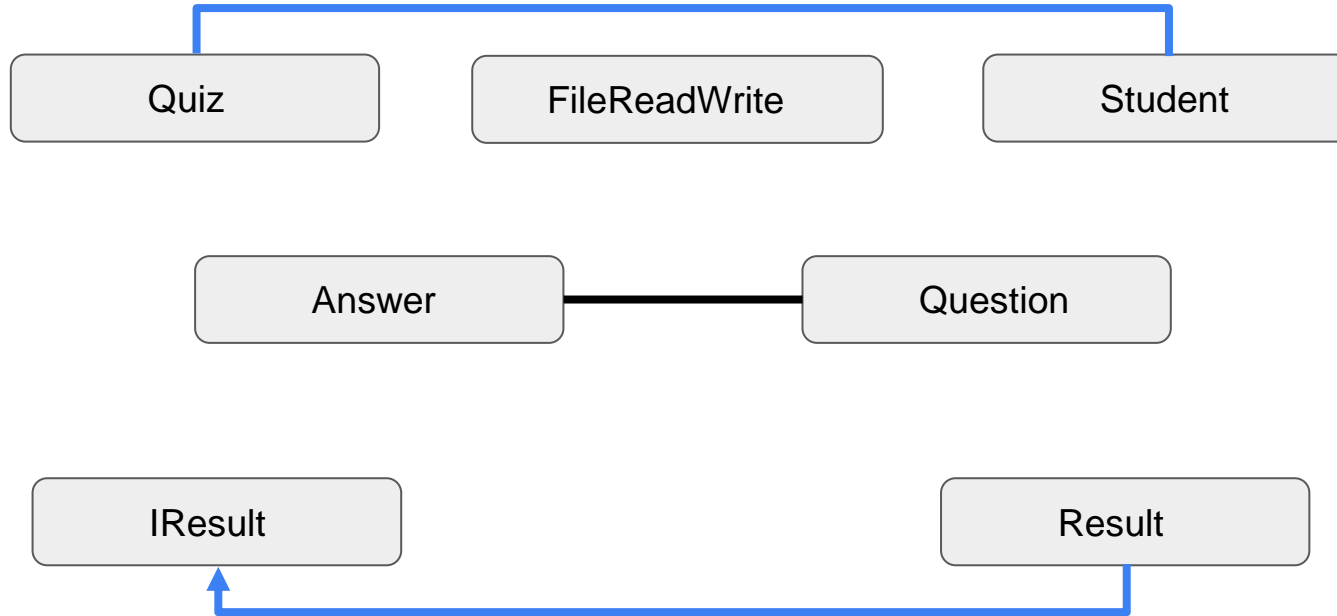 Quiz
FileReadWrite
Student
Answer
Question
IResult
Result